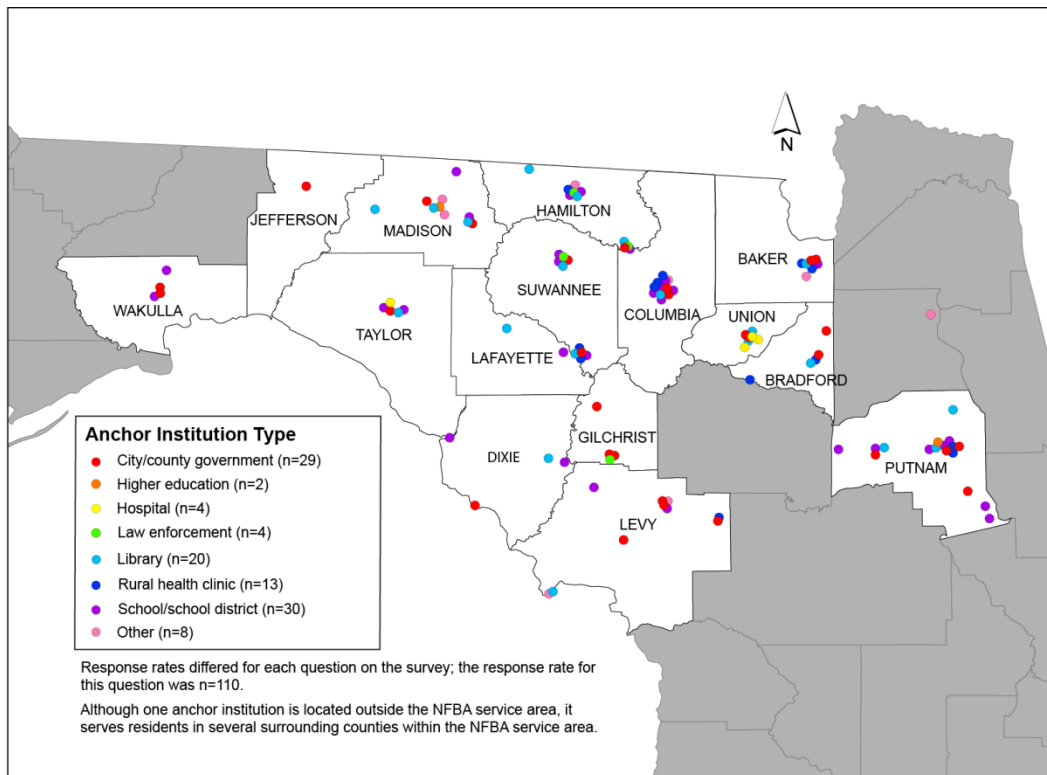 N
JEFFERSON
MADISON
HAMILTON
BAKER
WAKULLA
TAYLOR
SUWANNEE
COLUMBIA
UNION
LAFAYETTE
BRADFORD
GILCHRIST
DIXIE
PUTNAM
LEVY
Anchor Institution Type
City/county government (n=29)
Higher education (n=2)
Hospital (n=4)
Law enforcement (n=4)
Library (n=20)
Rural health clinic (n=13)
School/school district (n=30)
Other (n=8)
Response rates differed for each question on the survey; the response rate for
this question was n=110.
Although one anchor institution is located outside the NFBA service area, it
serves residents in several surrounding counties within the NFBA service area.